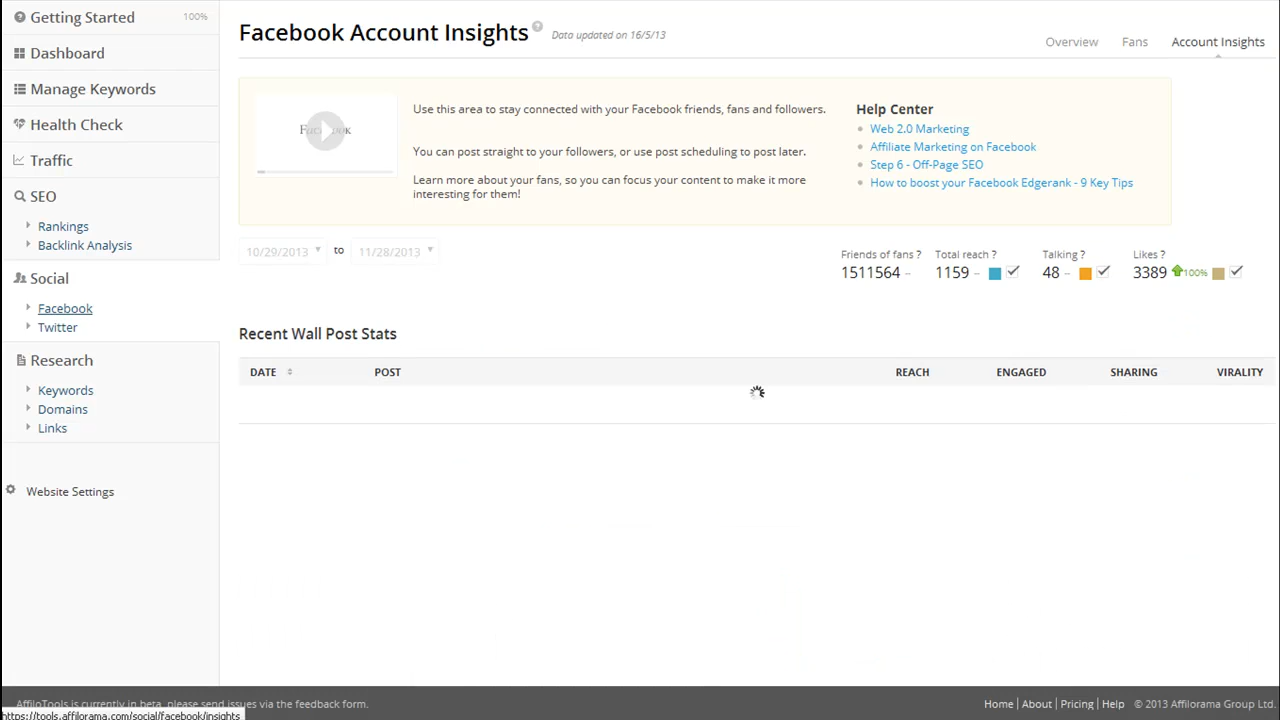 Getting Started 100%
Dashboard
Manage Keywords
Health Check
Traffic
SEO
Rankings
Backlink Analysis
Social
Facebook
Twitter
Research
Keywords
Domains
Links
Website Settings
Facebook Account Insights ? Data updated on 16/5/13
Overview Fans Account Insights
Use this area to stay connected with your Facebook friends, fans and followers.
You can post straight to your followers, or use post scheduling to post later.
Learn more about your fans, so you can focus your content to make it more
interesting for them!
Help Center
Web 2.0 Marketing
Affiliate Marketing on Facebook
Step 6 - Off-Page SEO
How to boost your Facebook Edgerank - 9 Key Tips
10/29/2013 to 11/28/2013
Friends of fans ? Total reach ? Talking ? Likes ?
1511564 -- 1159 -- 48 -- 3389 100%
Recent Wall Post Stats
DATE POST REACH ENGAGED SHARING VIRALITY
AffiloTools is currently in beta, please send issues via the feedback form.
Home | About | Pricing | Help © 2013 Affilorama Group Ltd.
https://tools.affilorama.com/social/facebook/insights